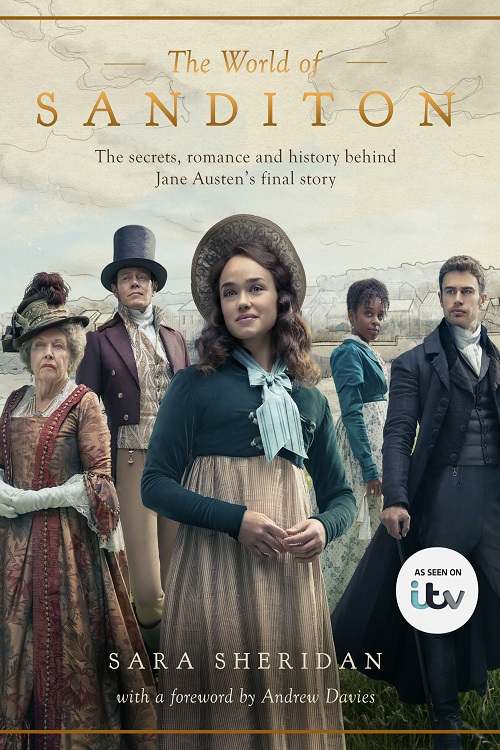 The World of
SANDITON
The secrets, romance and history behind
Jane Austen's final story
AS SEEN ON
itv
SARA SHERIDAN
with a foreword by Andrew Davies